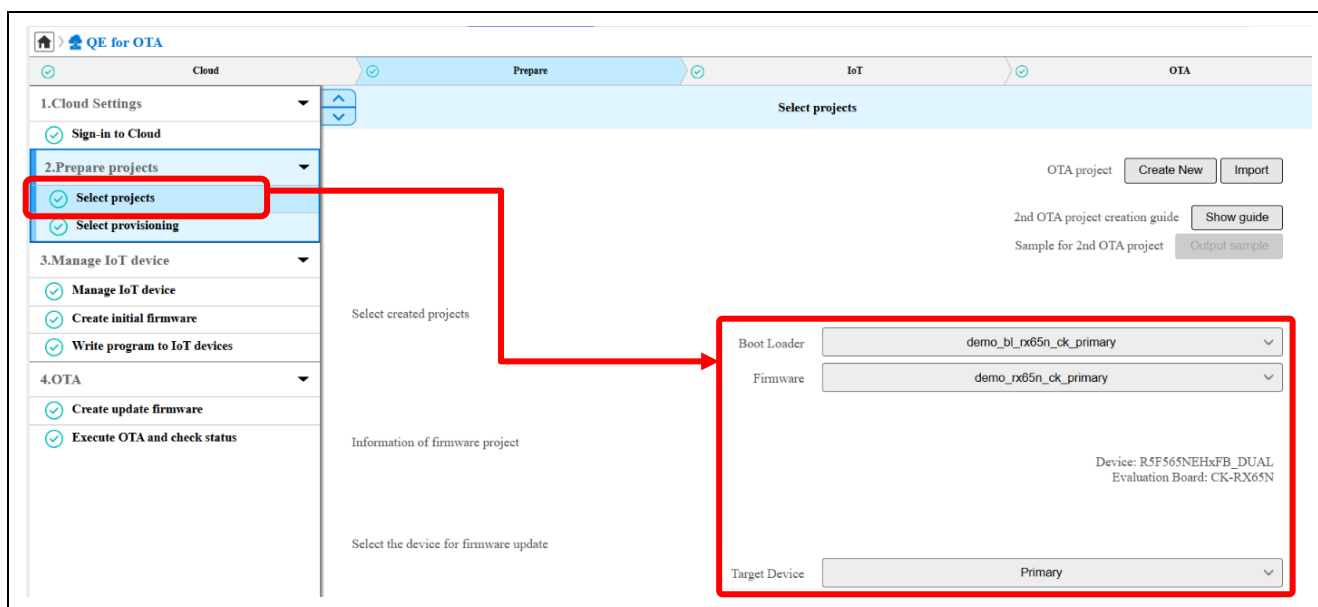 QE for OTA
Cloud
Prepare
IoT
OTA
1.Cloud Settings
Sign-in to Cloud
2.Prepare projects
Select projects
Select provisioning
3.Manage IoT device
Manage IoT device
Create initial firmware
Write program to IoT devices
4.OTA
Create update firmware
Execute OTA and check status
Select projects
OTA project Create New Import
2nd OTA project creation guide Show guide
Sample for 2nd OTA project Output sample
Select created projects
Boot Loader demo_bl_rx65n_ck_primary
Firmware demo_rx65n_ck_primary
Information of firmware project
Device: R5F565NEHxFB_DUAL
Evaluation Board: CK-RX65N
Select the device for firmware update
Target Device Primary